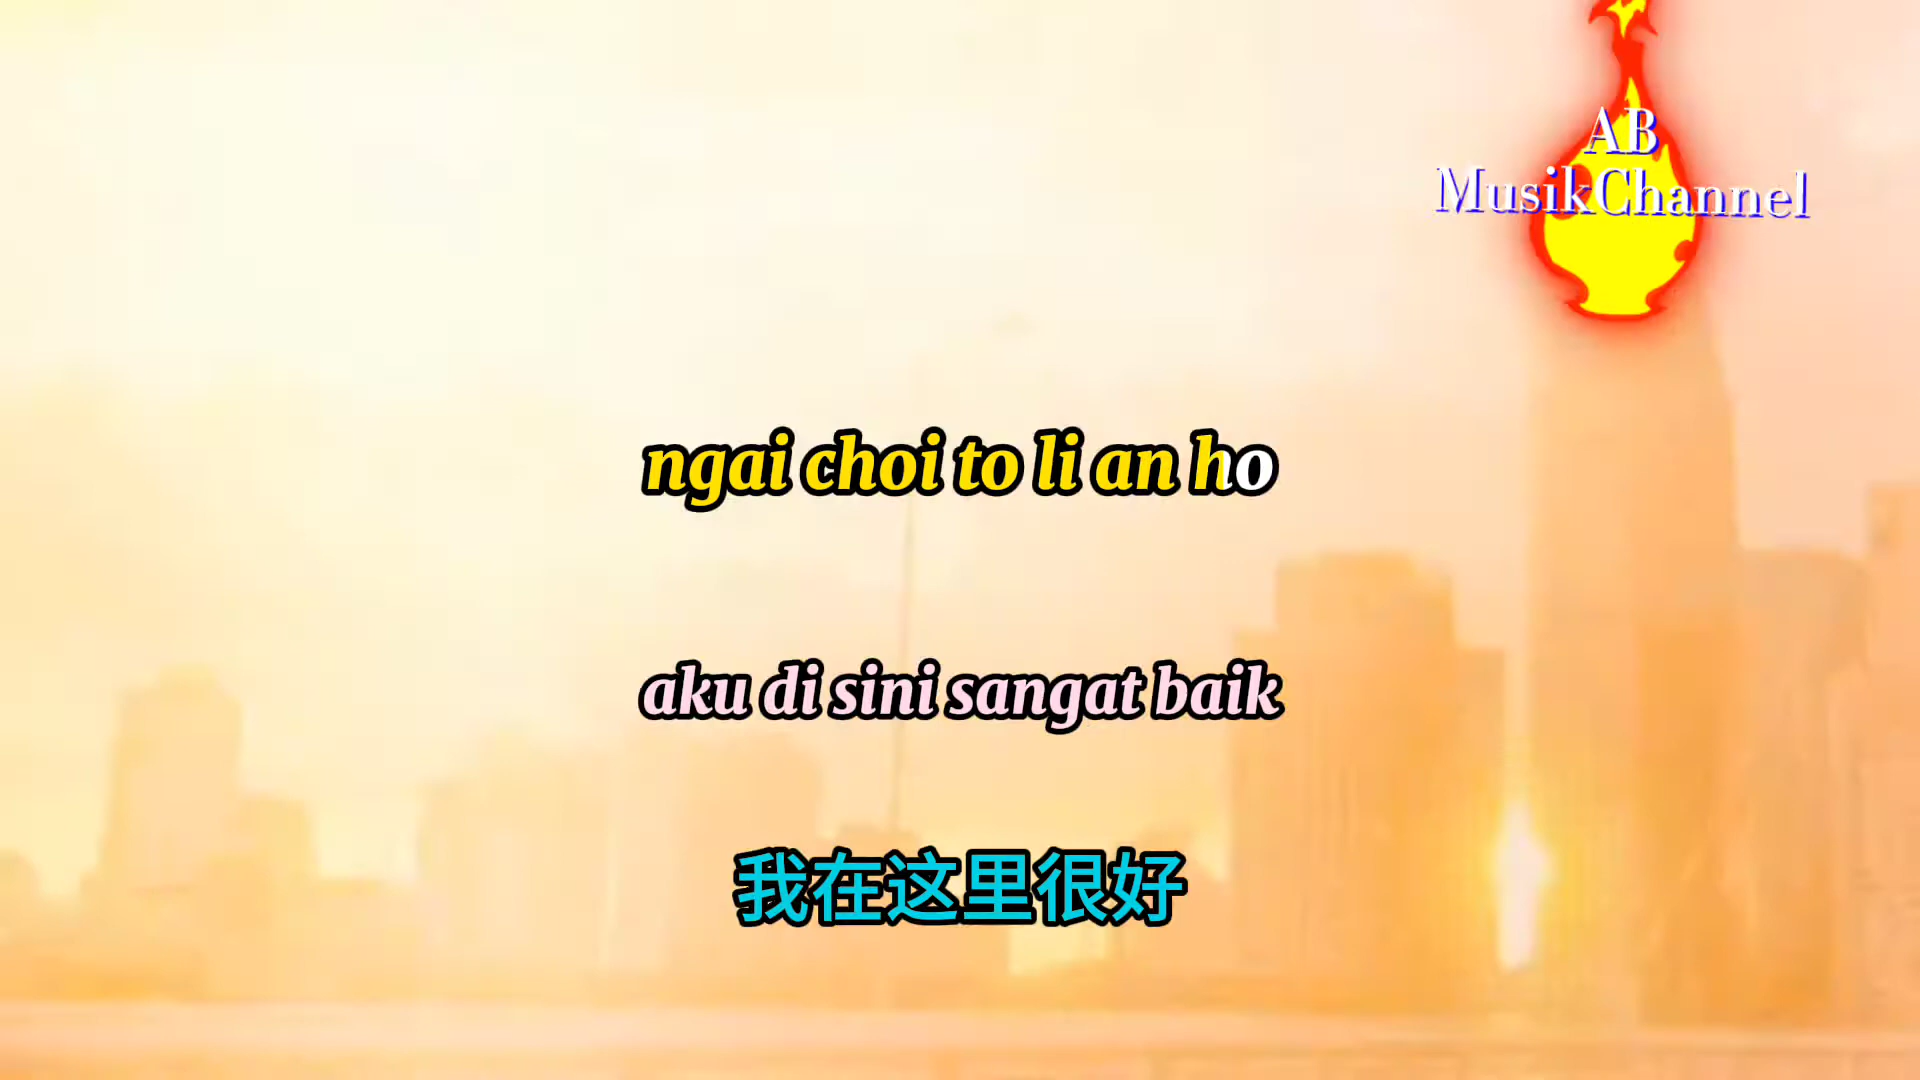 AB
MusikChannel
ngai choi to li an ho
aku di sini sangat baik
我在这里很好